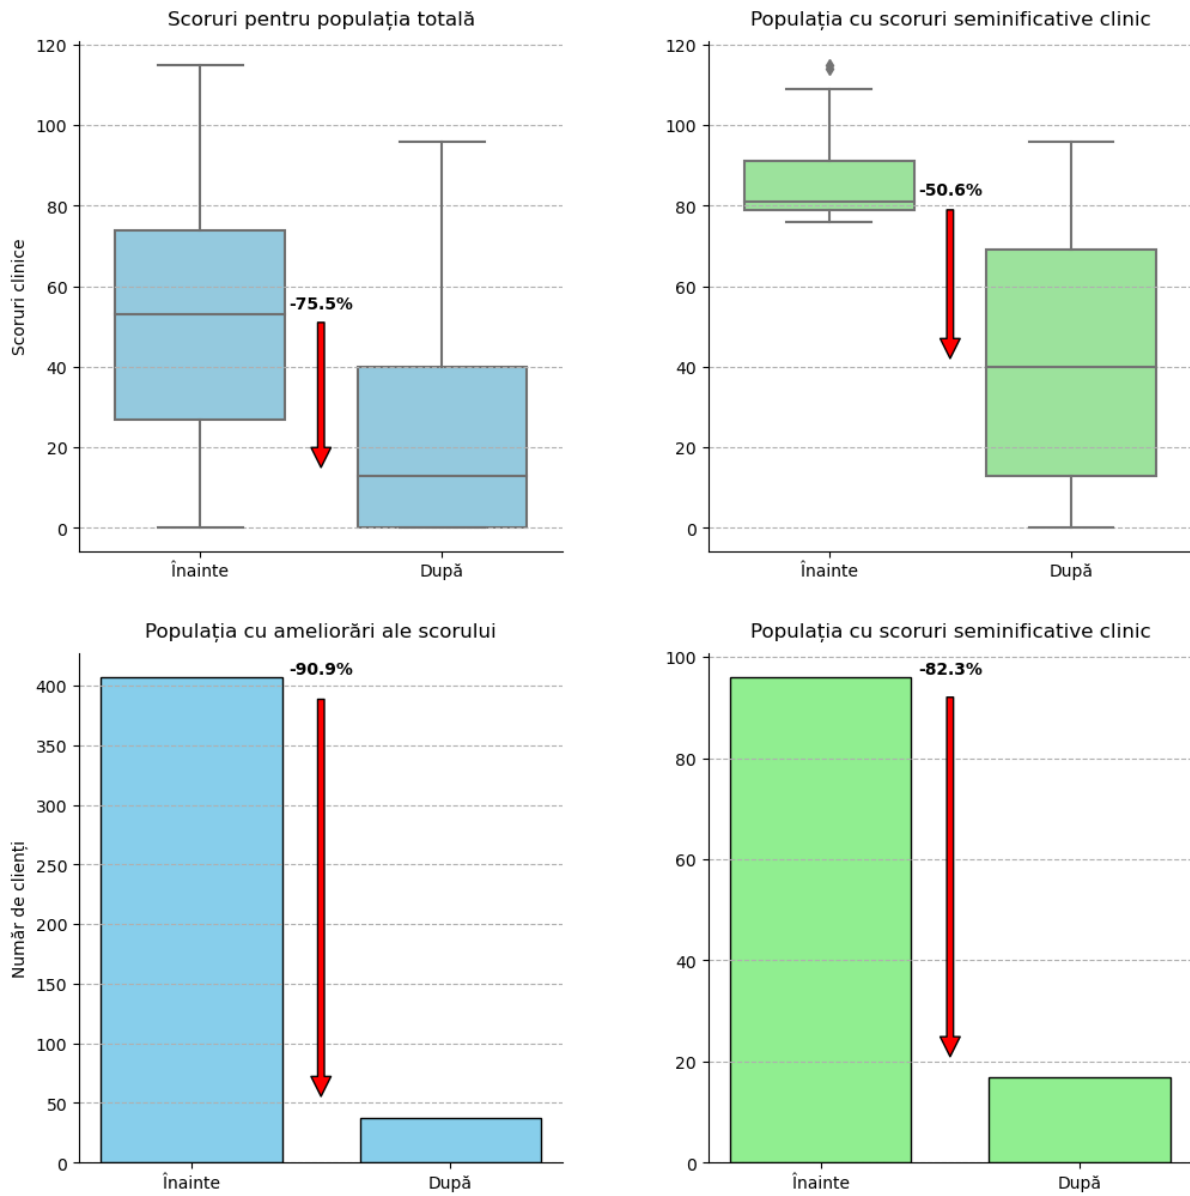 Scoruri pentru populația totală
120
100
80
60
40
20
0
Scoruri clinice
-75.5%
Înainte
După
Populația cu scoruri seminificative clinic
120
100
80
60
40
20
0
-50.6%
Înainte
După
Populația cu ameliorări ale scorului
400
350
300
250
200
150
100
50
0
Număr de clienți
-90.9%
Înainte
După
Populația cu scoruri seminificative clinic
100
80
60
40
20
0
-82.3%
Înainte
După